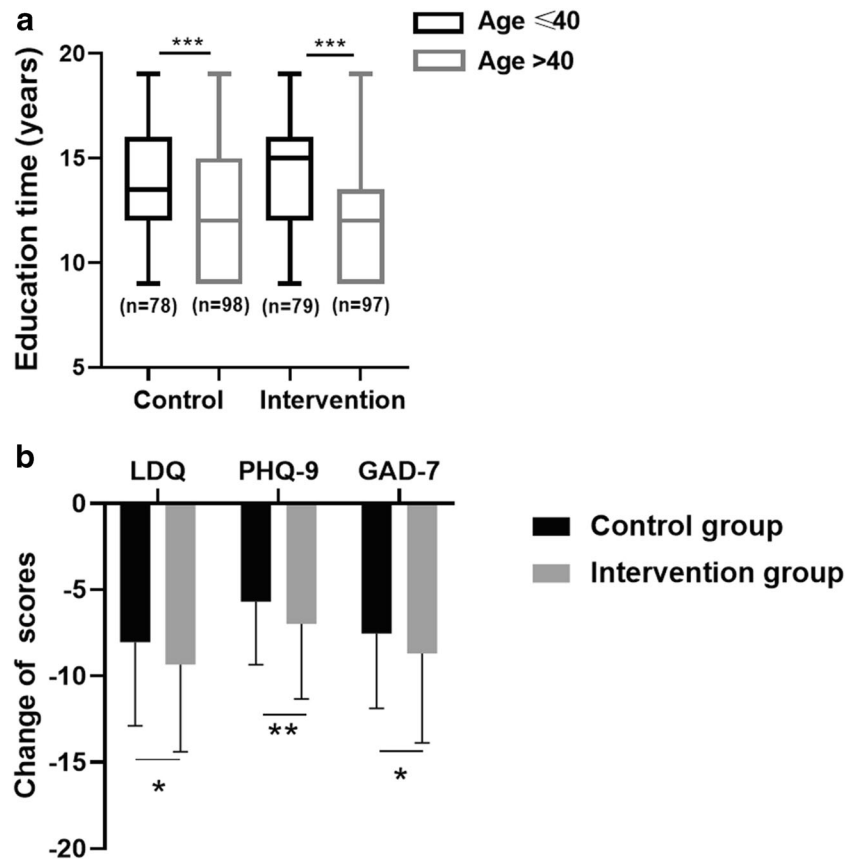 a
Age ⩽40
Age >40
Education time (years)
20
15
10
5
***
***
(n=78) (n=98) (n=79) (n=97)
Control Intervention
b
LDQ PHQ-9 GAD-7
Change of scores
0
-5
-10
-15
-20
*
**
*
Control group
Intervention group